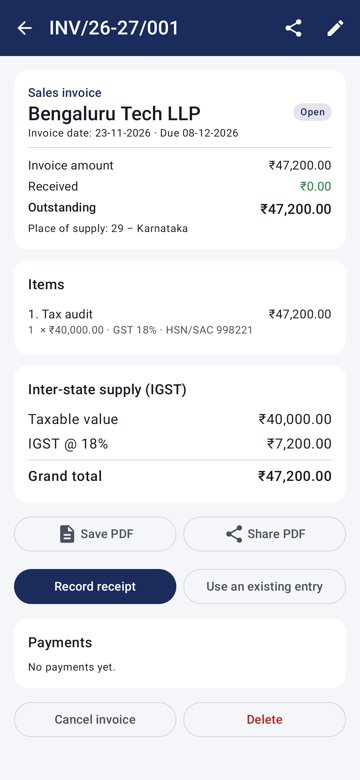 INV/26-27/001
Sales invoice
Bengaluru Tech LLP
Open
Invoice date: 23-11-2026 · Due 08-12-2026
Invoice amount ₹47,200.00
Received ₹0.00
Outstanding ₹47,200.00
Place of supply: 29 – Karnataka
Items
1. Tax audit ₹47,200.00
1 × ₹40,000.00 · GST 18% · HSN/SAC 998221
Inter-state supply (IGST)
Taxable value ₹40,000.00
IGST @ 18% ₹7,200.00
Grand total ₹47,200.00
Save PDF Share PDF
Record receipt Use an existing entry
Payments
No payments yet.
Cancel invoice Delete